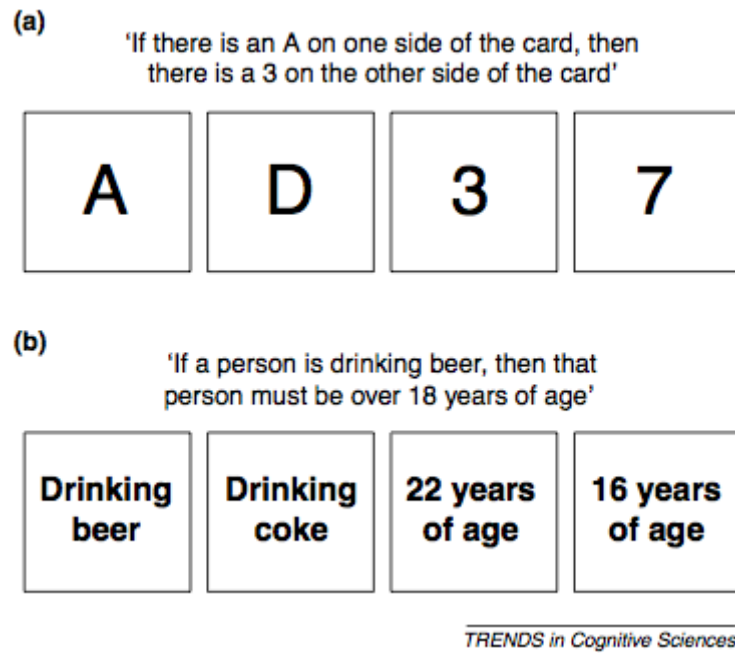 (a)
‘If there is an A on one side of the card, then
there is a 3 on the other side of the card’
A D 3 7
(b)
‘If a person is drinking beer, then that
person must be over 18 years of age’
Drinking beer
Drinking coke
22 years of age
16 years of age
TRENDS in Cognitive Sciences